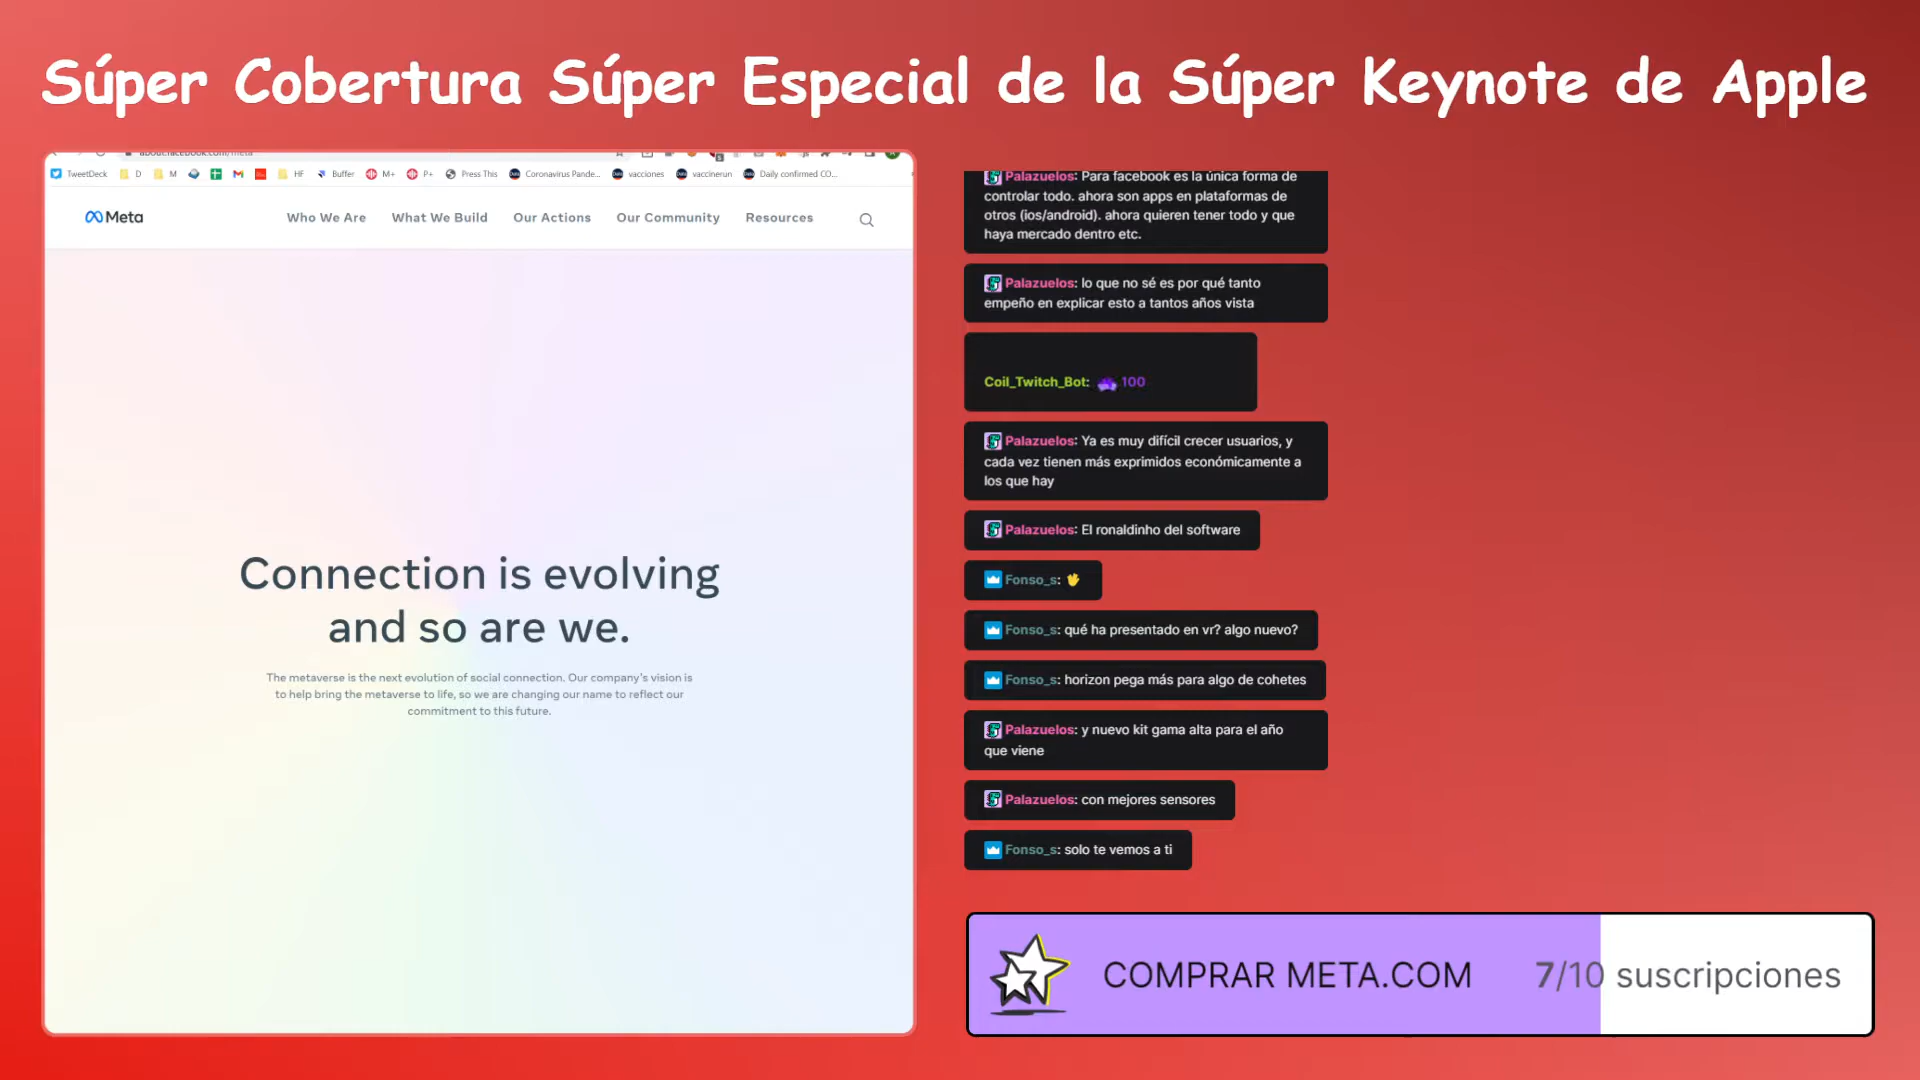 Súper Cobertura Súper Especial de la Súper Keynote de Apple
about.facebook.com/meta
TweetDeck D M HF Buffer M+ P+ Press This Coronavirus Pande... vacciones vaccinerun Daily confirmed CO...
Meta Who We Are What We Build Our Actions Our Community Resources
Connection is evolving
and so are we.
The metaverse is the next evolution of social connection. Our company's vision is
to help bring the metaverse to life, so we are changing our name to reflect our
commitment to this future.
Palazuelos: Para facebook es la única forma de
controlar todo. ahora son apps en plataformas de
otros (ios/android). ahora quieren tener todo y que
haya mercado dentro etc.
Palazuelos: lo que no sé es por qué tanto
empeño en explicar esto a tantos años vista
Coil_Twitch_Bot: 100
Palazuelos: Ya es muy difícil crecer usuarios, y
cada vez tienen más exprimidos económicamente a
los que hay
Palazuelos: El ronaldinho del software
Fonso_s: 🖖
Fonso_s: qué ha presentado en vr? algo nuevo?
Fonso_s: horizon pega más para algo de cohetes
Palazuelos: y nuevo kit gama alta para el año
que viene
Palazuelos: con mejores sensores
Fonso_s: solo te vemos a ti
COMPRAR META.COM 7/10 suscripciones